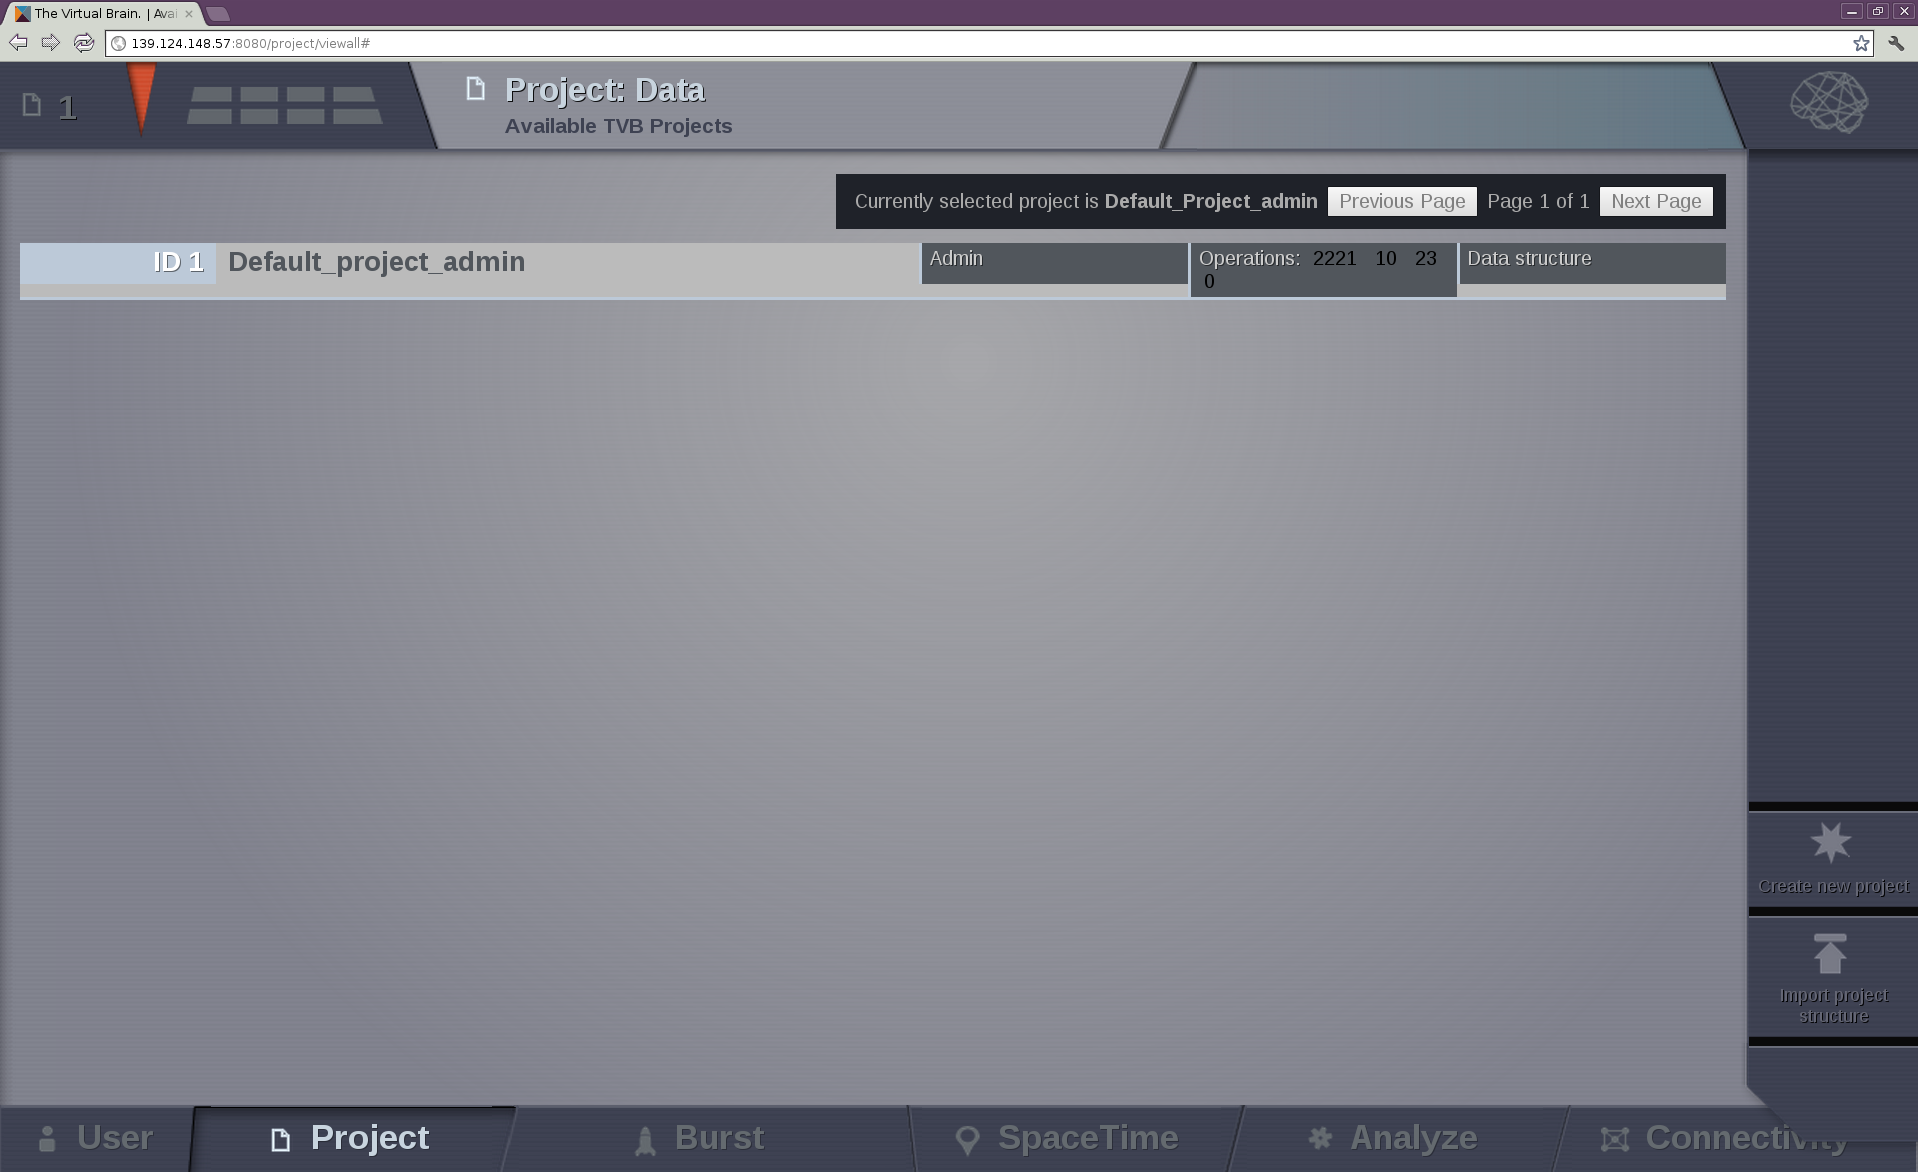 The Virtual Brain. | Avai
139.124.148.57:8080/project/viewall#
1
Project: Data
Available TVB Projects
Currently selected project is Default_Project_admin Previous Page Page 1 of 1 Next Page
ID 1 Default_project_admin Admin Operations: 2221 10 23 Data structure
0
Create new project
Import project
structure
User Project Burst SpaceTime Analyze Connectivity